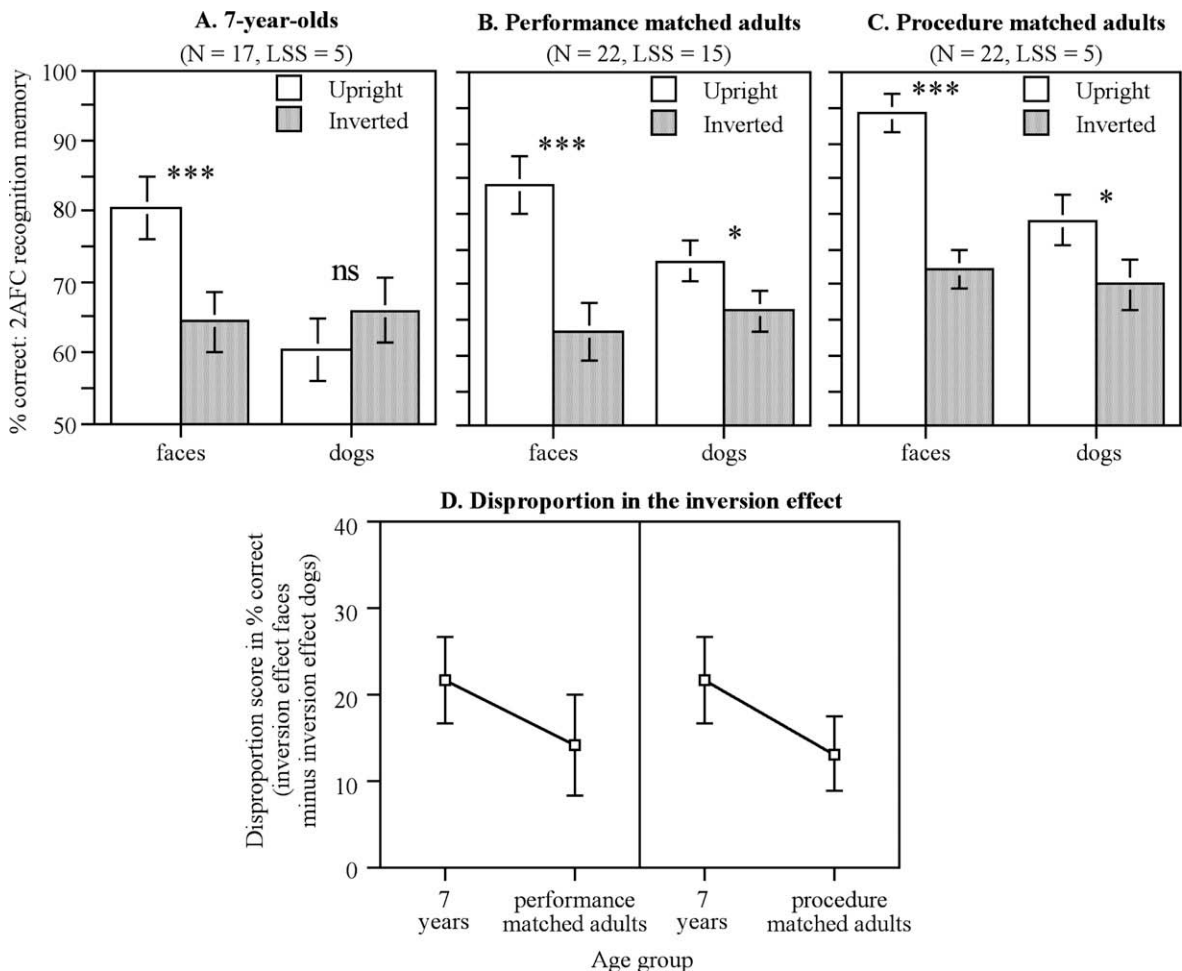 A. 7-year-olds
(N = 17, LSS = 5)
B. Performance matched adults
(N = 22, LSS = 15)
C. Procedure matched adults
(N = 22, LSS = 5)
% correct: 2AFC recognition memory
100
90
80
70
60
50
Upright
Inverted
***
ns
faces
dogs
Upright
Inverted
***
*
faces
dogs
Upright
Inverted
***
*
faces
dogs
D. Disproportion in the inversion effect
Disproportion score in % correct
(inversion effect faces
minus inversion effect dogs)
40
30
20
10
0
7
years
performance
matched adults
7
years
procedure
matched adults
Age group